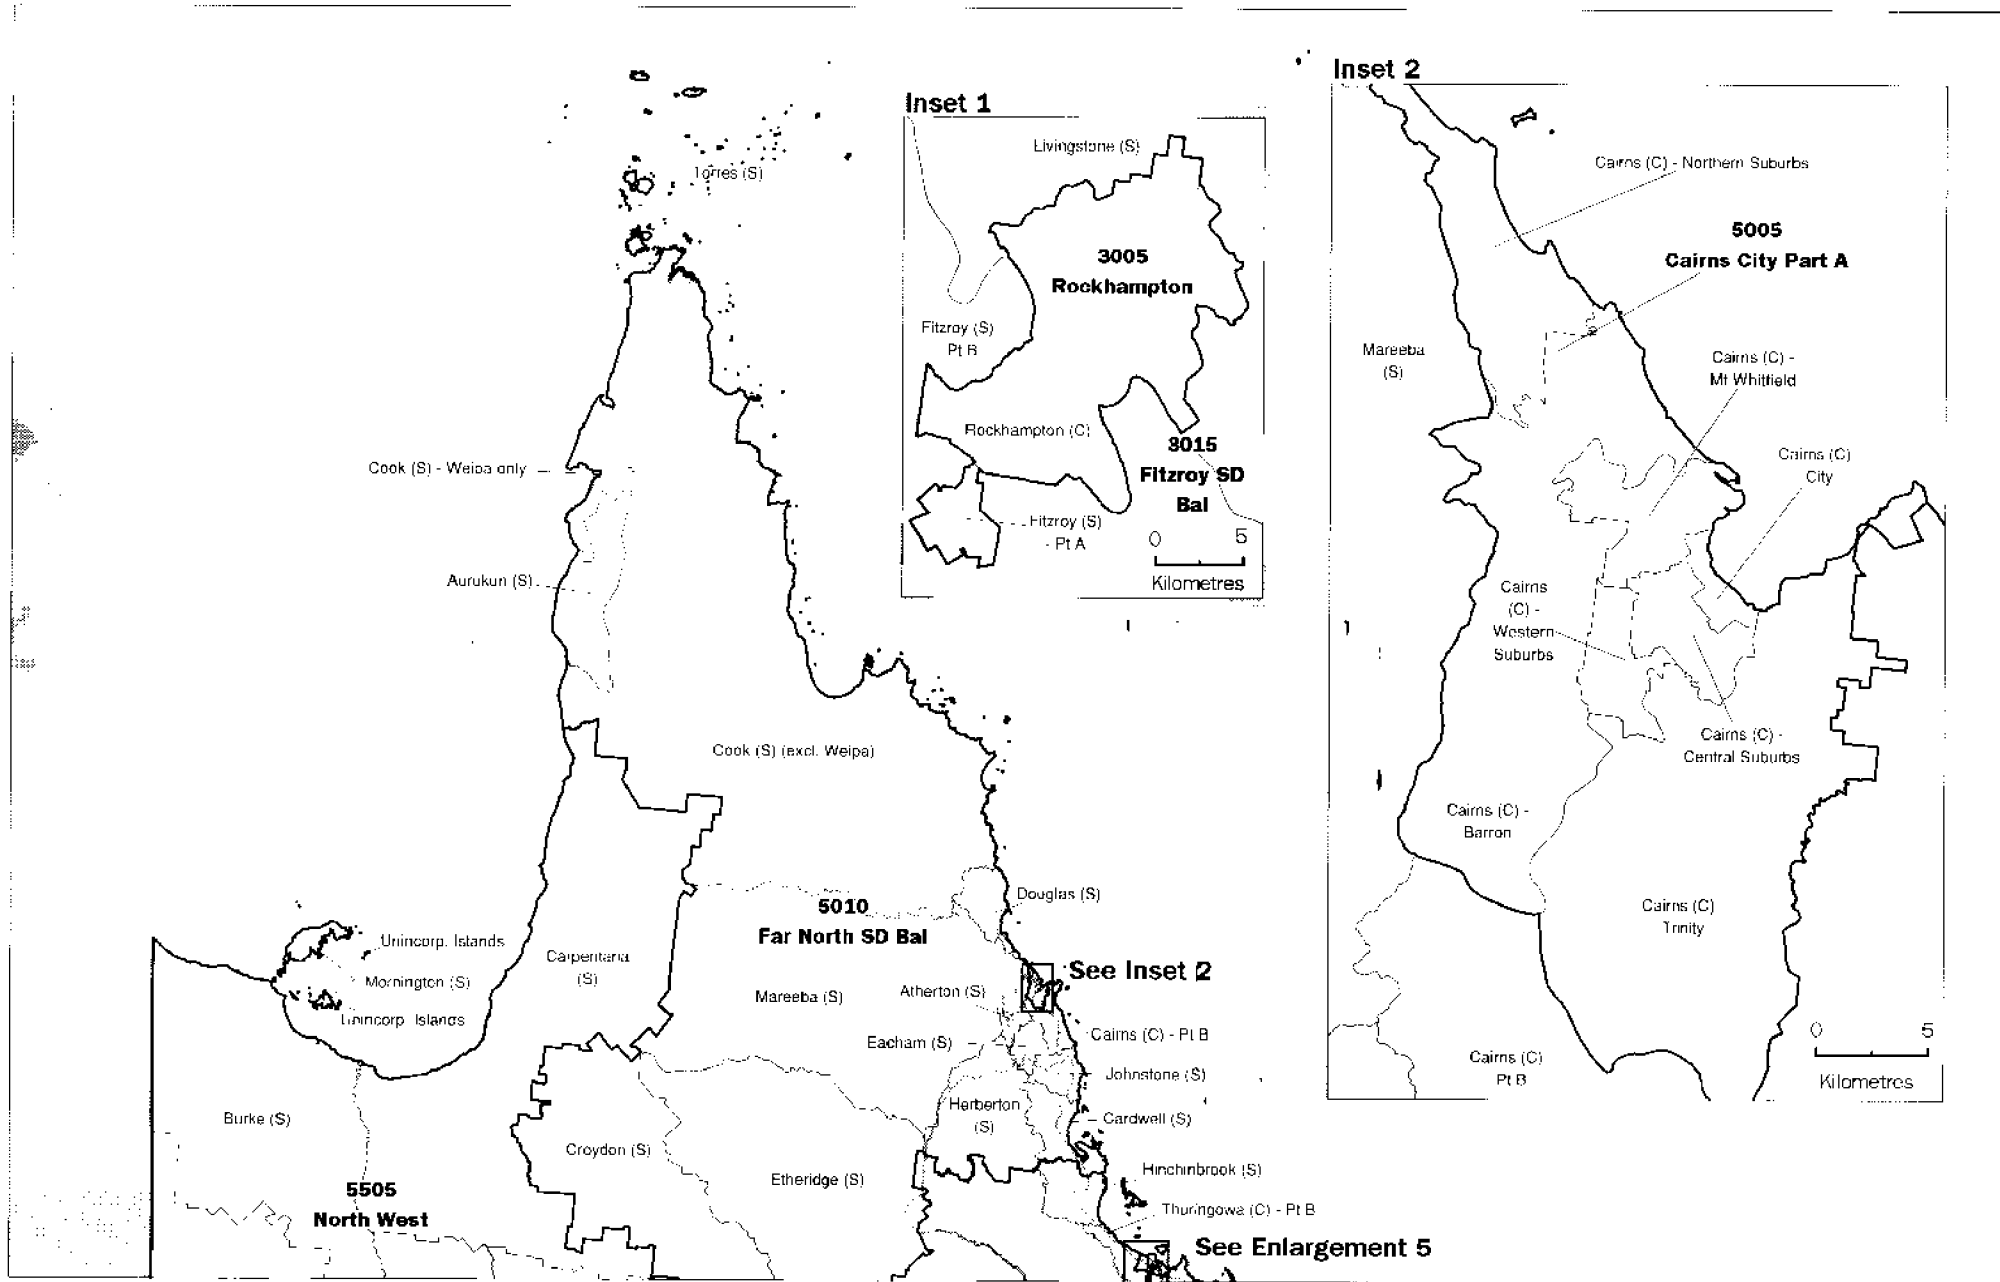 Inset 1
Livingstone (S)
3005
Rockhampton
Fitzroy (S)
Pt B
Rockhampton (C)
3015
Fitzroy SD
Bal
Fitzroy (S)
- Pt A
0 5
Kilometres
Inset 2
Cairns (C) - Northern Suburbs
5005
Cairns City Part A
Mareeba
(S)
Cairns (C) -
Mt Whitfield
Cairns (C)
City
Cairns
(C) -
Western
Suburbs
Cairns (C) -
Central Suburbs
Cairns (C) -
Barron
Cairns (C)
Trinity
Cairns (C)
Pt B
0 5
Kilometres
Torres (S)
Cook (S) - Weipa only
Aurukun (S)
Cook (S) (excl. Weipa)
5010
Far North SD Bal
Douglas (S)
Unincorp. Islands
Mornington (S)
Unincorp. Islands
Carpentaria
(S)
Mareeba (S)
Atherton (S)
See Inset 2
Eacham (S)
Cairns (C) - Pt B
Johnstone (S)
Herberton
(S)
Cardwell (S)
Burke (S)
Croydon (S)
Etheridge (S)
Hinchinbrook (S)
5505
North West
Thuringowa (C) - Pt B
See Enlargement 5